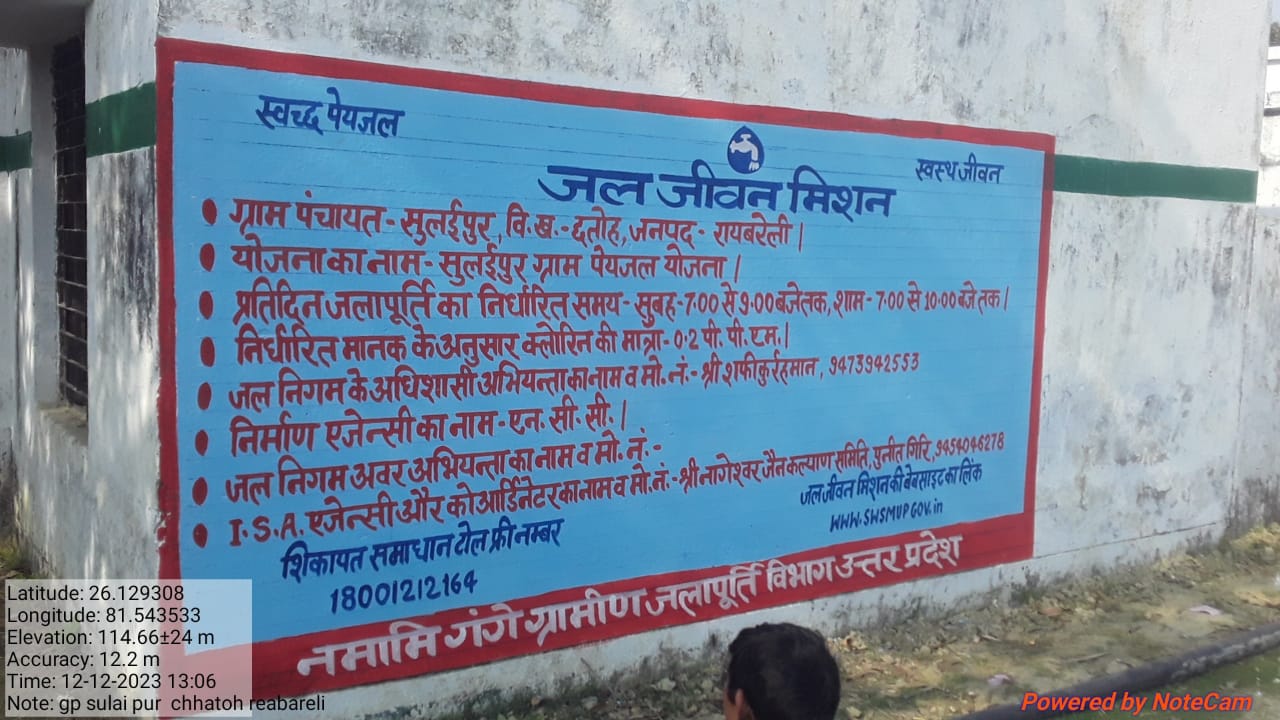 स्वच्छ पेयजल
स्वस्थ जीवन
जल जीवन मिशन
• ग्राम पंचायत - सुलईपुर, वि.ख.- छतोह, जनपद - रायबरेली |
• योजना का नाम - सुलईपुर ग्राम पेयजल योजना |
• प्रतिदिन जलापूर्ति का निर्धारित समय - सुबह - 7:00 से 9:00 बजे तक, शाम - 7:00 से 10:00 बजे तक |
• निर्धारित मानक के अनुसार क्लोरिन की मात्रा - 0.2 पी. पी. एम. |
• जल निगम के अधिशासी अभियन्ता का नाम व मो. नं. - श्री शफीकुर्रहमान, 9473942553
• निर्माण एजेन्सी का नाम - एन. सी. सी. |
• जल निगम अवर अभियन्ता का नाम व मो. नं. -
• I.S.A. एजेन्सी और कोआर्डिनेटर का नाम व मो. नं. - श्री नागेश्वर जैन कल्याण समिति, पुनीत गिरि, 9454046278
शिकायत समाधान टोल फ्री नम्बर
18001212164
जल जीवन मिशन की बेबसाइट का लिंक
WWW.SWSMUPGOV.in
नमामि गंगे ग्रामीण जलापूर्ति विभाग उत्तर प्रदेश
Latitude: 26.129308
Longitude: 81.543533
Elevation: 114.66±24 m
Accuracy: 12.2 m
Time: 12-12-2023 13:06
Note: gp sulai pur chhatoh reabareli
Powered by NoteCam